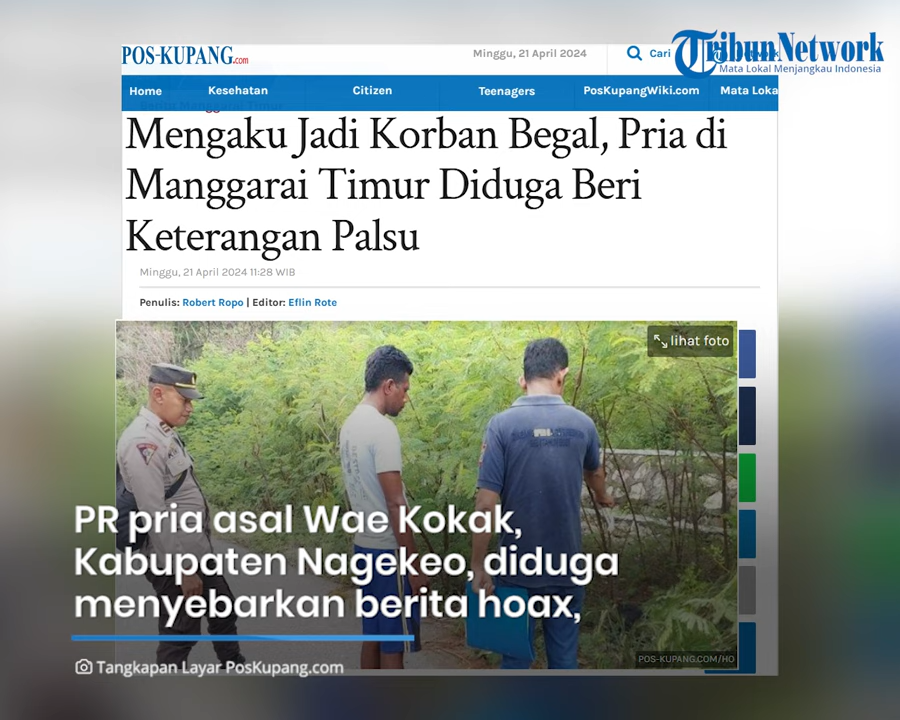 POS-KUPANG.com
Minggu, 21 April 2024
Cari
TribunNetwork
Mata Lokal Menjangkau Indonesia
Home Kesehatan Citizen Teenagers PosKupangWiki.com Mata Loka
Mengaku Jadi Korban Begal, Pria di
Manggarai Timur Diduga Beri
Keterangan Palsu
Minggu, 21 April 2024 11:28 WIB
Penulis: Robert Ropo | Editor: Eflin Rote
lihat foto
PR pria asal Wae Kokak,
Kabupaten Nagekeo, diduga
menyebarkan berita hoax,
POS-KUPANG.COM/HO
Tangkapan Layar PosKupang.com